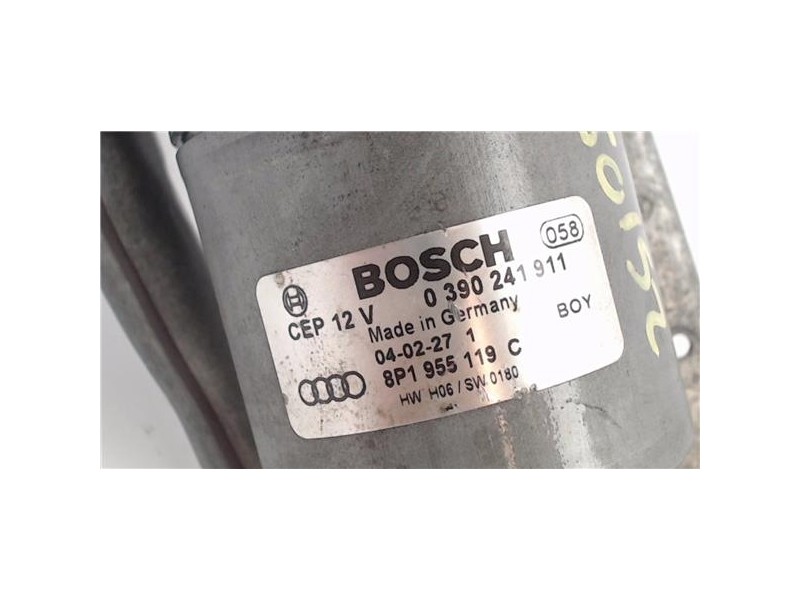 058
BOSCH
0 390 241 911
CEP 12 V
Made in Germany
BOY
04-02-27 1
8P1 955 119 C
HW H06 / SW 0180